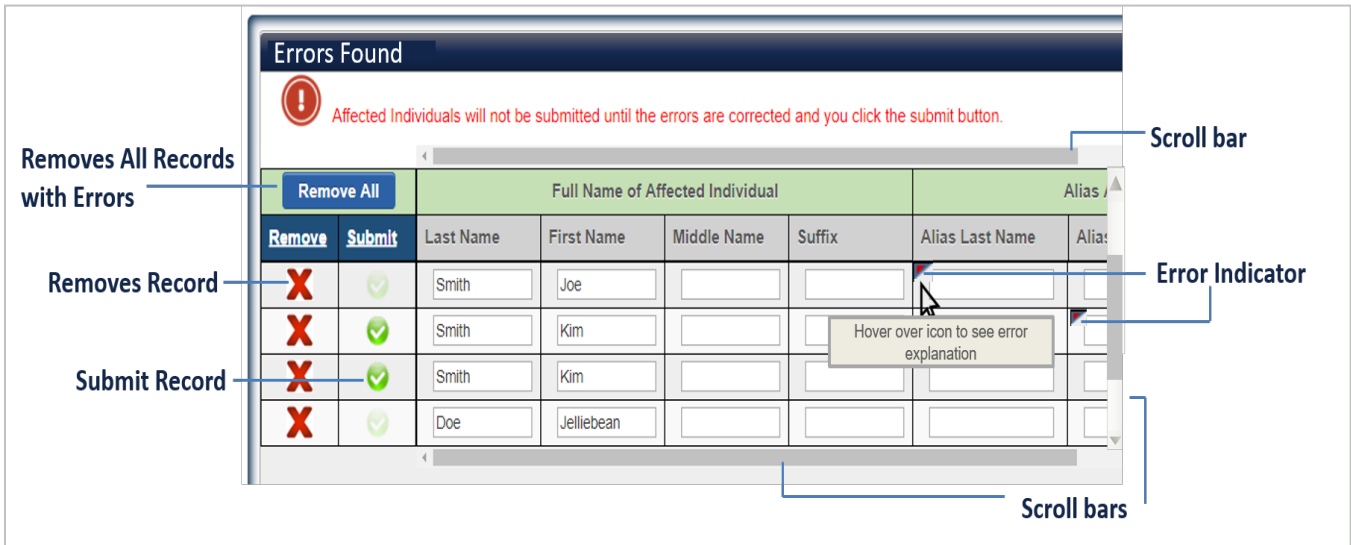 Errors Found
Affected Individuals will not be submitted until the errors are corrected and you click the submit button.
Scroll bar
Removes All Records
with Errors
Remove All
Full Name of Affected Individual
Alias A
Remove
Submit
Last Name
First Name
Middle Name
Suffix
Alias Last Name
Alias
Removes Record
Smith
Joe
Error Indicator
Smith
Kim
Hover over icon to see error
explanation
Submit Record
Smith
Kim
Doe
Jelliebean
Scroll bars